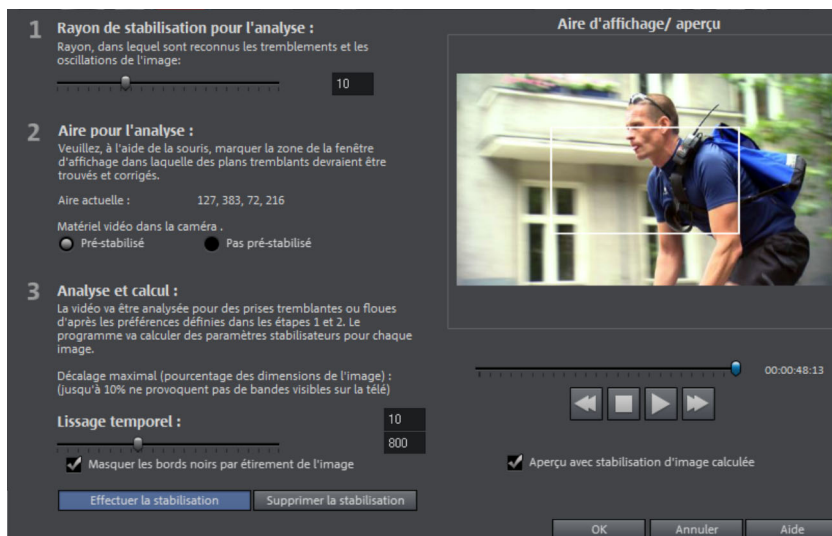 1 Rayon de stabilisation pour l'analyse :
Rayon, dans lequel sont reconnus les tremblements et les
oscillations de l'image:
10
2 Aire pour l'analyse :
Veuillez, à l'aide de la souris, marquer la zone de la fenêtre
d'affichage dans laquelle des plans tremblants devraient être
trouvés et corrigés.
Aire actuelle : 127, 383, 72, 216
Matériel vidéo dans la caméra .
Pré-stabilisé Pas pré-stabilisé
3 Analyse et calcul :
La vidéo va être analysée pour des prises tremblantes ou floues
d'après les préférences définies dans les étapes 1 et 2. Le
programme va calculer des paramètres stabilisateurs pour chaque
image.
Décalage maximal (pourcentage des dimensions de l'image) :
(jusqu'à 10% ne provoquent pas de bandes visibles sur la télé)
10
Lissage temporel :
800
Masquer les bords noirs par étirement de l'image
Effectuer la stabilisation Supprimer la stabilisation
Aire d'affichage/ aperçu
00:00:48:13
Aperçu avec stabilisation d'image calculée
OK Annuler Aide